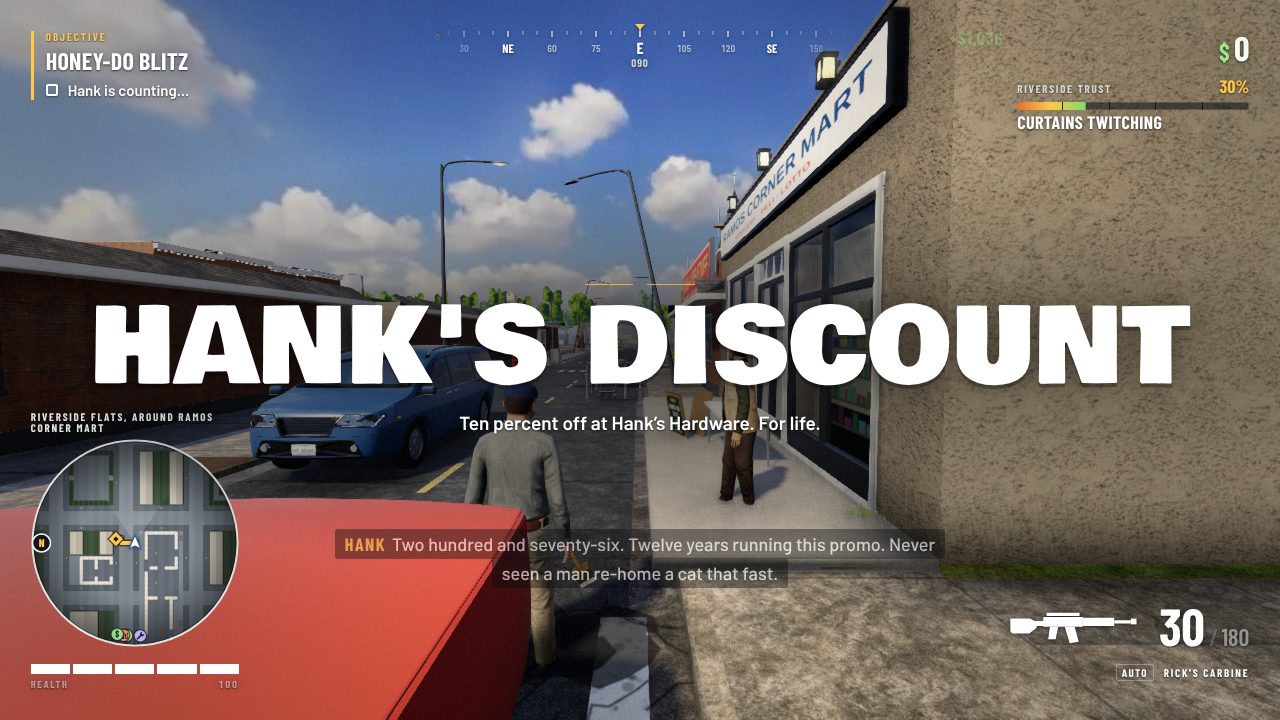 OBJECTIVE
HONEY-DO BLITZ
Hank is counting...
30 NE 60 75 E 105 120 SE 150
090
$ 0
RIVERSIDE TRUST 30%
CURTAINS TWITCHING
RAMOS CORNER MART
HANK'S DISCOUNT
Ten percent off at Hank's Hardware. For life.
RIVERSIDE FLATS, AROUND RAMOS
CORNER MART
N
HANK Two hundred and seventy-six. Twelve years running this promo. Never
seen a man re-home a cat that fast.
30 / 180
AUTO RICK'S CARBINE
HEALTH 100